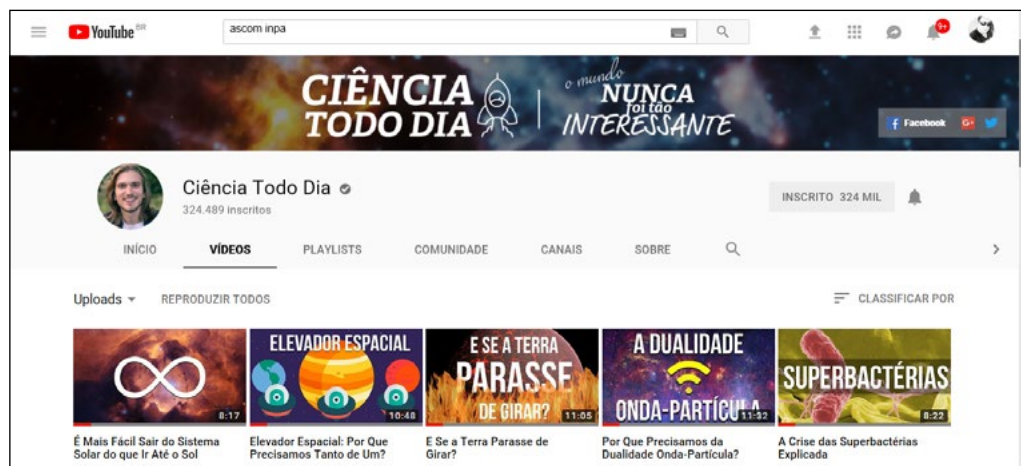 YouTube BR
ascom inpa
9+
CIÊNCIA
TODO DIA
o mundo
NUNCA
foi tão
INTERESSANTE
Facebook G+
Ciência Todo Dia
324.489 inscritos
INSCRITO 324 MIL
INÍCIO VÍDEOS PLAYLISTS COMUNIDADE CANAIS SOBRE
Uploads REPRODUZIR TODOS CLASSIFICAR POR
8:17
ELEVADOR ESPACIAL
10:48
E SE A TERRA
PARASSE
DE GIRAR?
11:05
A DUALIDADE
ONDA-PARTÍCULA
11:32
SUPERBACTÉRIAS
8:22
É Mais Fácil Sair do Sistema
Solar do que Ir Até o Sol
Elevador Espacial: Por Que
Precisamos Tanto de Um?
E Se a Terra Parasse de
Girar?
Por Que Precisamos da
Dualidade Onda-Partícula?
A Crise das Superbactérias
Explicada